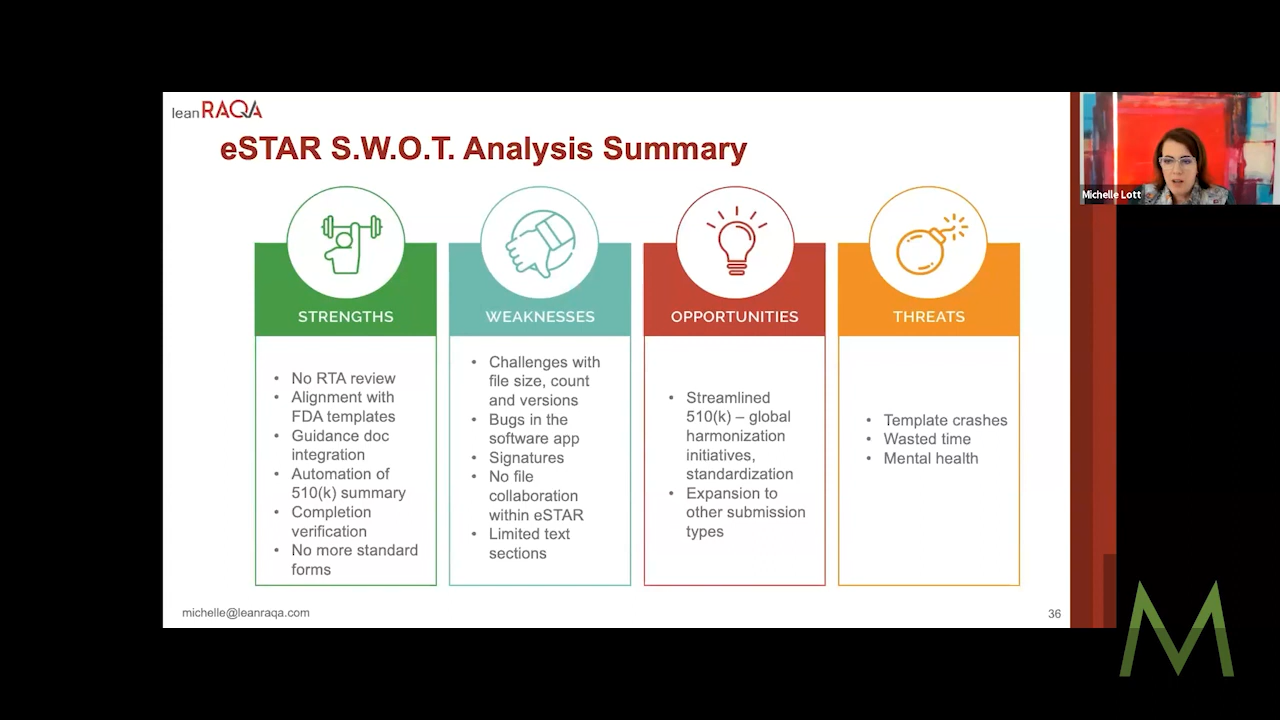 lean RAQA
eSTAR S.W.O.T. Analysis Summary
Michelle Lott
STRENGTHS
• No RTA review
• Alignment with
FDA templates
• Guidance doc
integration
• Automation of
510(k) summary
• Completion
verification
• No more standard
forms
WEAKNESSES
• Challenges with
file size, count
and versions
• Bugs in the
software app
• Signatures
• No file
collaboration
within eSTAR
• Limited text
sections
OPPORTUNITIES
• Streamlined
510(k) – global
harmonization
initiatives,
standardization
• Expansion to
other submission
types
THREATS
• Template crashes
• Wasted time
• Mental health
michelle@leanraqa.com
36
M